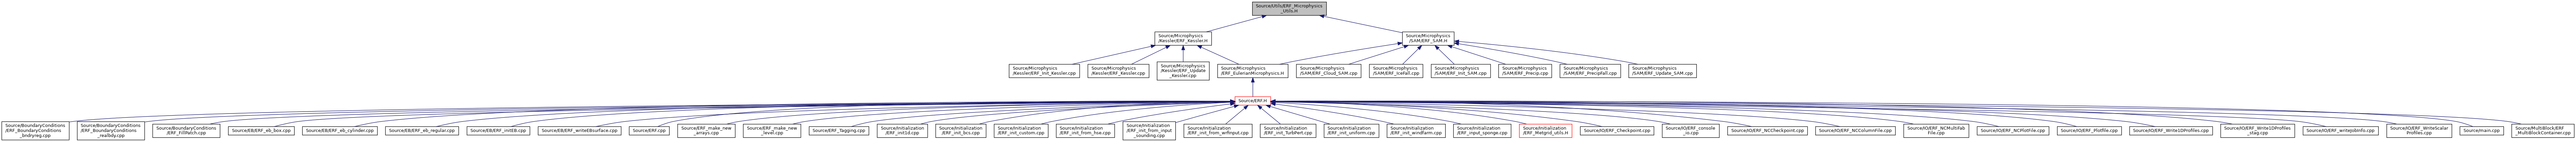 Source/Utils/ERF_Microphysics
_Utils.H
Source/Microphysics
/Kessler/ERF_Kessler.H
Source/Microphysics
/SAM/ERF_SAM.H
Source/Microphysics
/Kessler/ERF_Init_Kessler.cpp
Source/Microphysics
/Kessler/ERF_Kessler.cpp
Source/Microphysics
/Kessler/ERF_Update
_Kessler.cpp
Source/Microphysics
/ERF_EulerianMicrophysics.H
Source/Microphysics
/SAM/ERF_Cloud_SAM.cpp
Source/Microphysics
/SAM/ERF_IceFall.cpp
Source/Microphysics
/SAM/ERF_Init_SAM.cpp
Source/Microphysics
/SAM/ERF_Precip.cpp
Source/Microphysics
/SAM/ERF_PrecipFall.cpp
Source/Microphysics
/SAM/ERF_Update_SAM.cpp
Source/ERF.H
Source/BoundaryConditions
/ERF_BoundaryConditions
_bndryreg.cpp
Source/BoundaryConditions
/ERF_BoundaryConditions
_realbdy.cpp
Source/BoundaryConditions
/ERF_FillPatch.cpp
Source/EB/ERF_eb_box.cpp
Source/EB/ERF_eb_cylinder.cpp
Source/EB/ERF_eb_regular.cpp
Source/EB/ERF_initEB.cpp
Source/EB/ERF_writeEBsurface.cpp
Source/ERF.cpp
Source/ERF_make_new
_arrays.cpp
Source/ERF_make_new
_level.cpp
Source/ERF_Tagging.cpp
Source/Initialization
/ERF_init1d.cpp
Source/Initialization
/ERF_init_bcs.cpp
Source/Initialization
/ERF_init_custom.cpp
Source/Initialization
/ERF_init_from_hse.cpp
Source/Initialization
/ERF_init_from_input
_sounding.cpp
Source/Initialization
/ERF_init_from_wrfinput.cpp
Source/Initialization
/ERF_init_TurbPert.cpp
Source/Initialization
/ERF_init_uniform.cpp
Source/Initialization
/ERF_init_windfarm.cpp
Source/Initialization
/ERF_input_sponge.cpp
Source/Initialization
/ERF_Metgrid_utils.H
Source/IO/ERF_Checkpoint.cpp
Source/IO/ERF_console
_io.cpp
Source/IO/ERF_NCCheckpoint.cpp
Source/IO/ERF_NCColumnFile.cpp
Source/IO/ERF_NCMultiFab
File.cpp
Source/IO/ERF_NCPlotFile.cpp
Source/IO/ERF_Plotfile.cpp
Source/IO/ERF_Write1DProfiles.cpp
Source/IO/ERF_Write1DProfiles
_stag.cpp
Source/IO/ERF_writeJobInfo.cpp
Source/IO/ERF_WriteScalar
Profiles.cpp
Source/main.cpp
Source/MultiBlock/ERF
_MultiBlockContainer.cpp